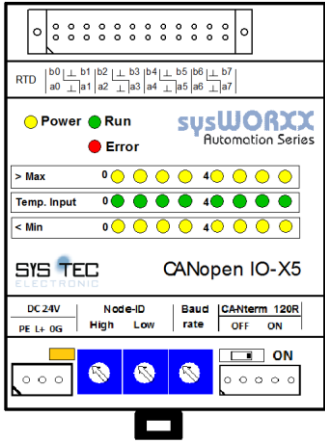 RTD b0 b1 b2 b3 b4 b5 b6 b7
a0 a1 a2 a3 a4 a5 a6 a7
Power Run
Error
sysWORXX
Automation Series
> Max 0 4
Temp. Input 0 4
< Min 0 4
SYS TEC
ELECTRONIC
CANopen IO-X5
DC 24V Node-ID Baud CANterm 120R
PE L+ 0G High Low rate OFF ON
ON